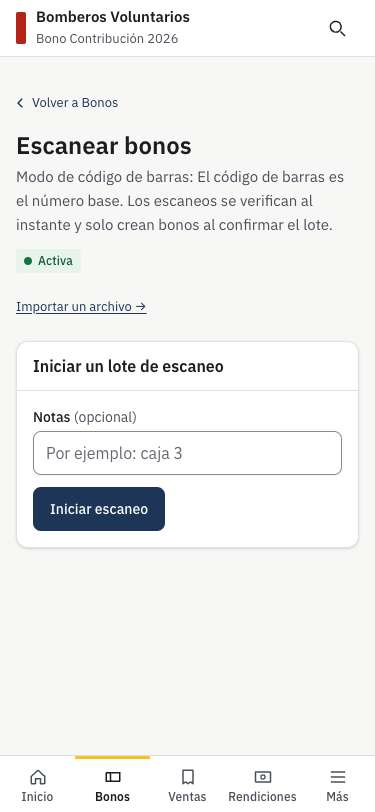 Bomberos Voluntarios
Bono Contribución 2026
Volver a Bonos
Escanear bonos
Modo de código de barras: El código de barras es
el número base. Los escaneos se verifican al
instante y solo crean bonos al confirmar el lote.
Activa
Importar un archivo →
Iniciar un lote de escaneo
Notas (opcional)
Por ejemplo: caja 3
Iniciar escaneo
Inicio
Bonos
Ventas
Rendiciones
Más